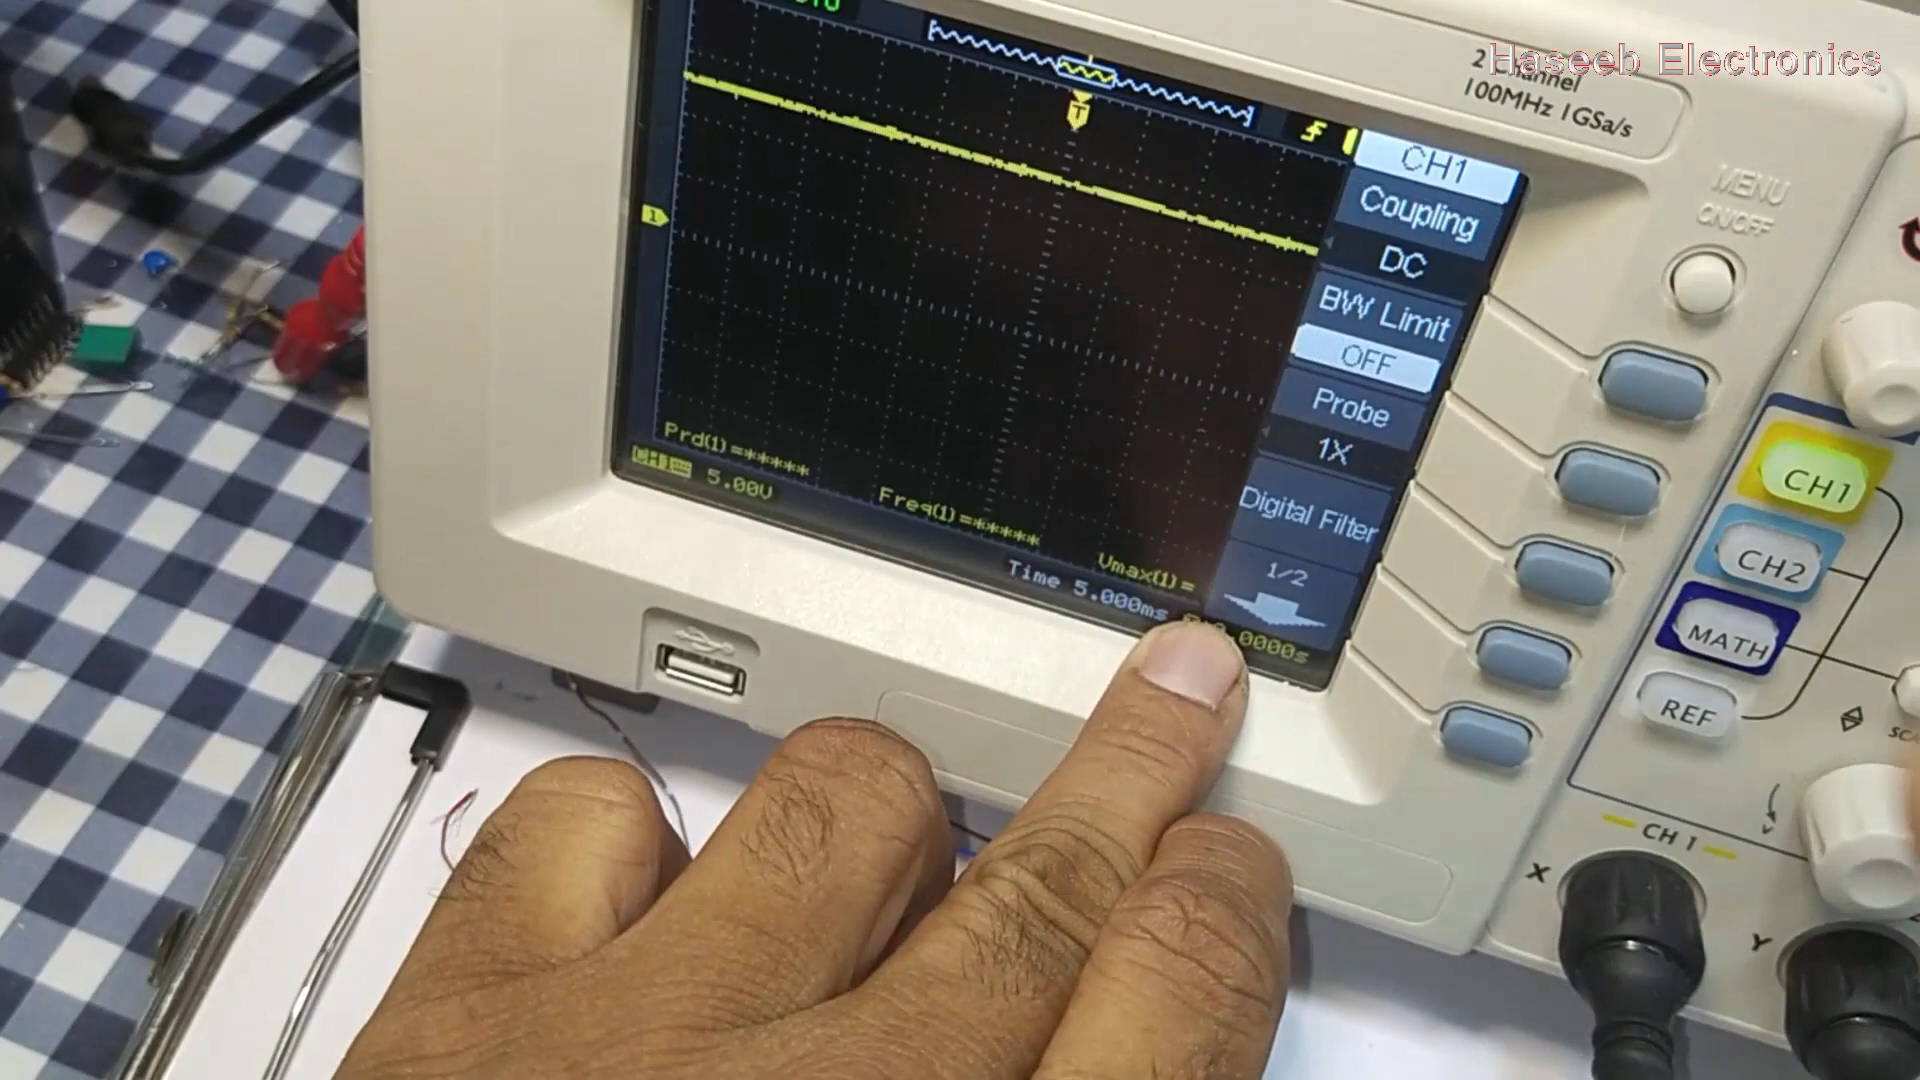 Haseeb Electronics
2 Channel
100MHz 1GSa/s
T
CH1
Coupling
DC
BW Limit
OFF
Probe
1X
Digital Filter
1/2
1
Prd(1)=*****
5.00V
Freq(1)=*****
Vmax(1)=
Time 5.000ms
MENU
ON/OFF
CH1
CH2
MATH
REF
CH 1
X
Y